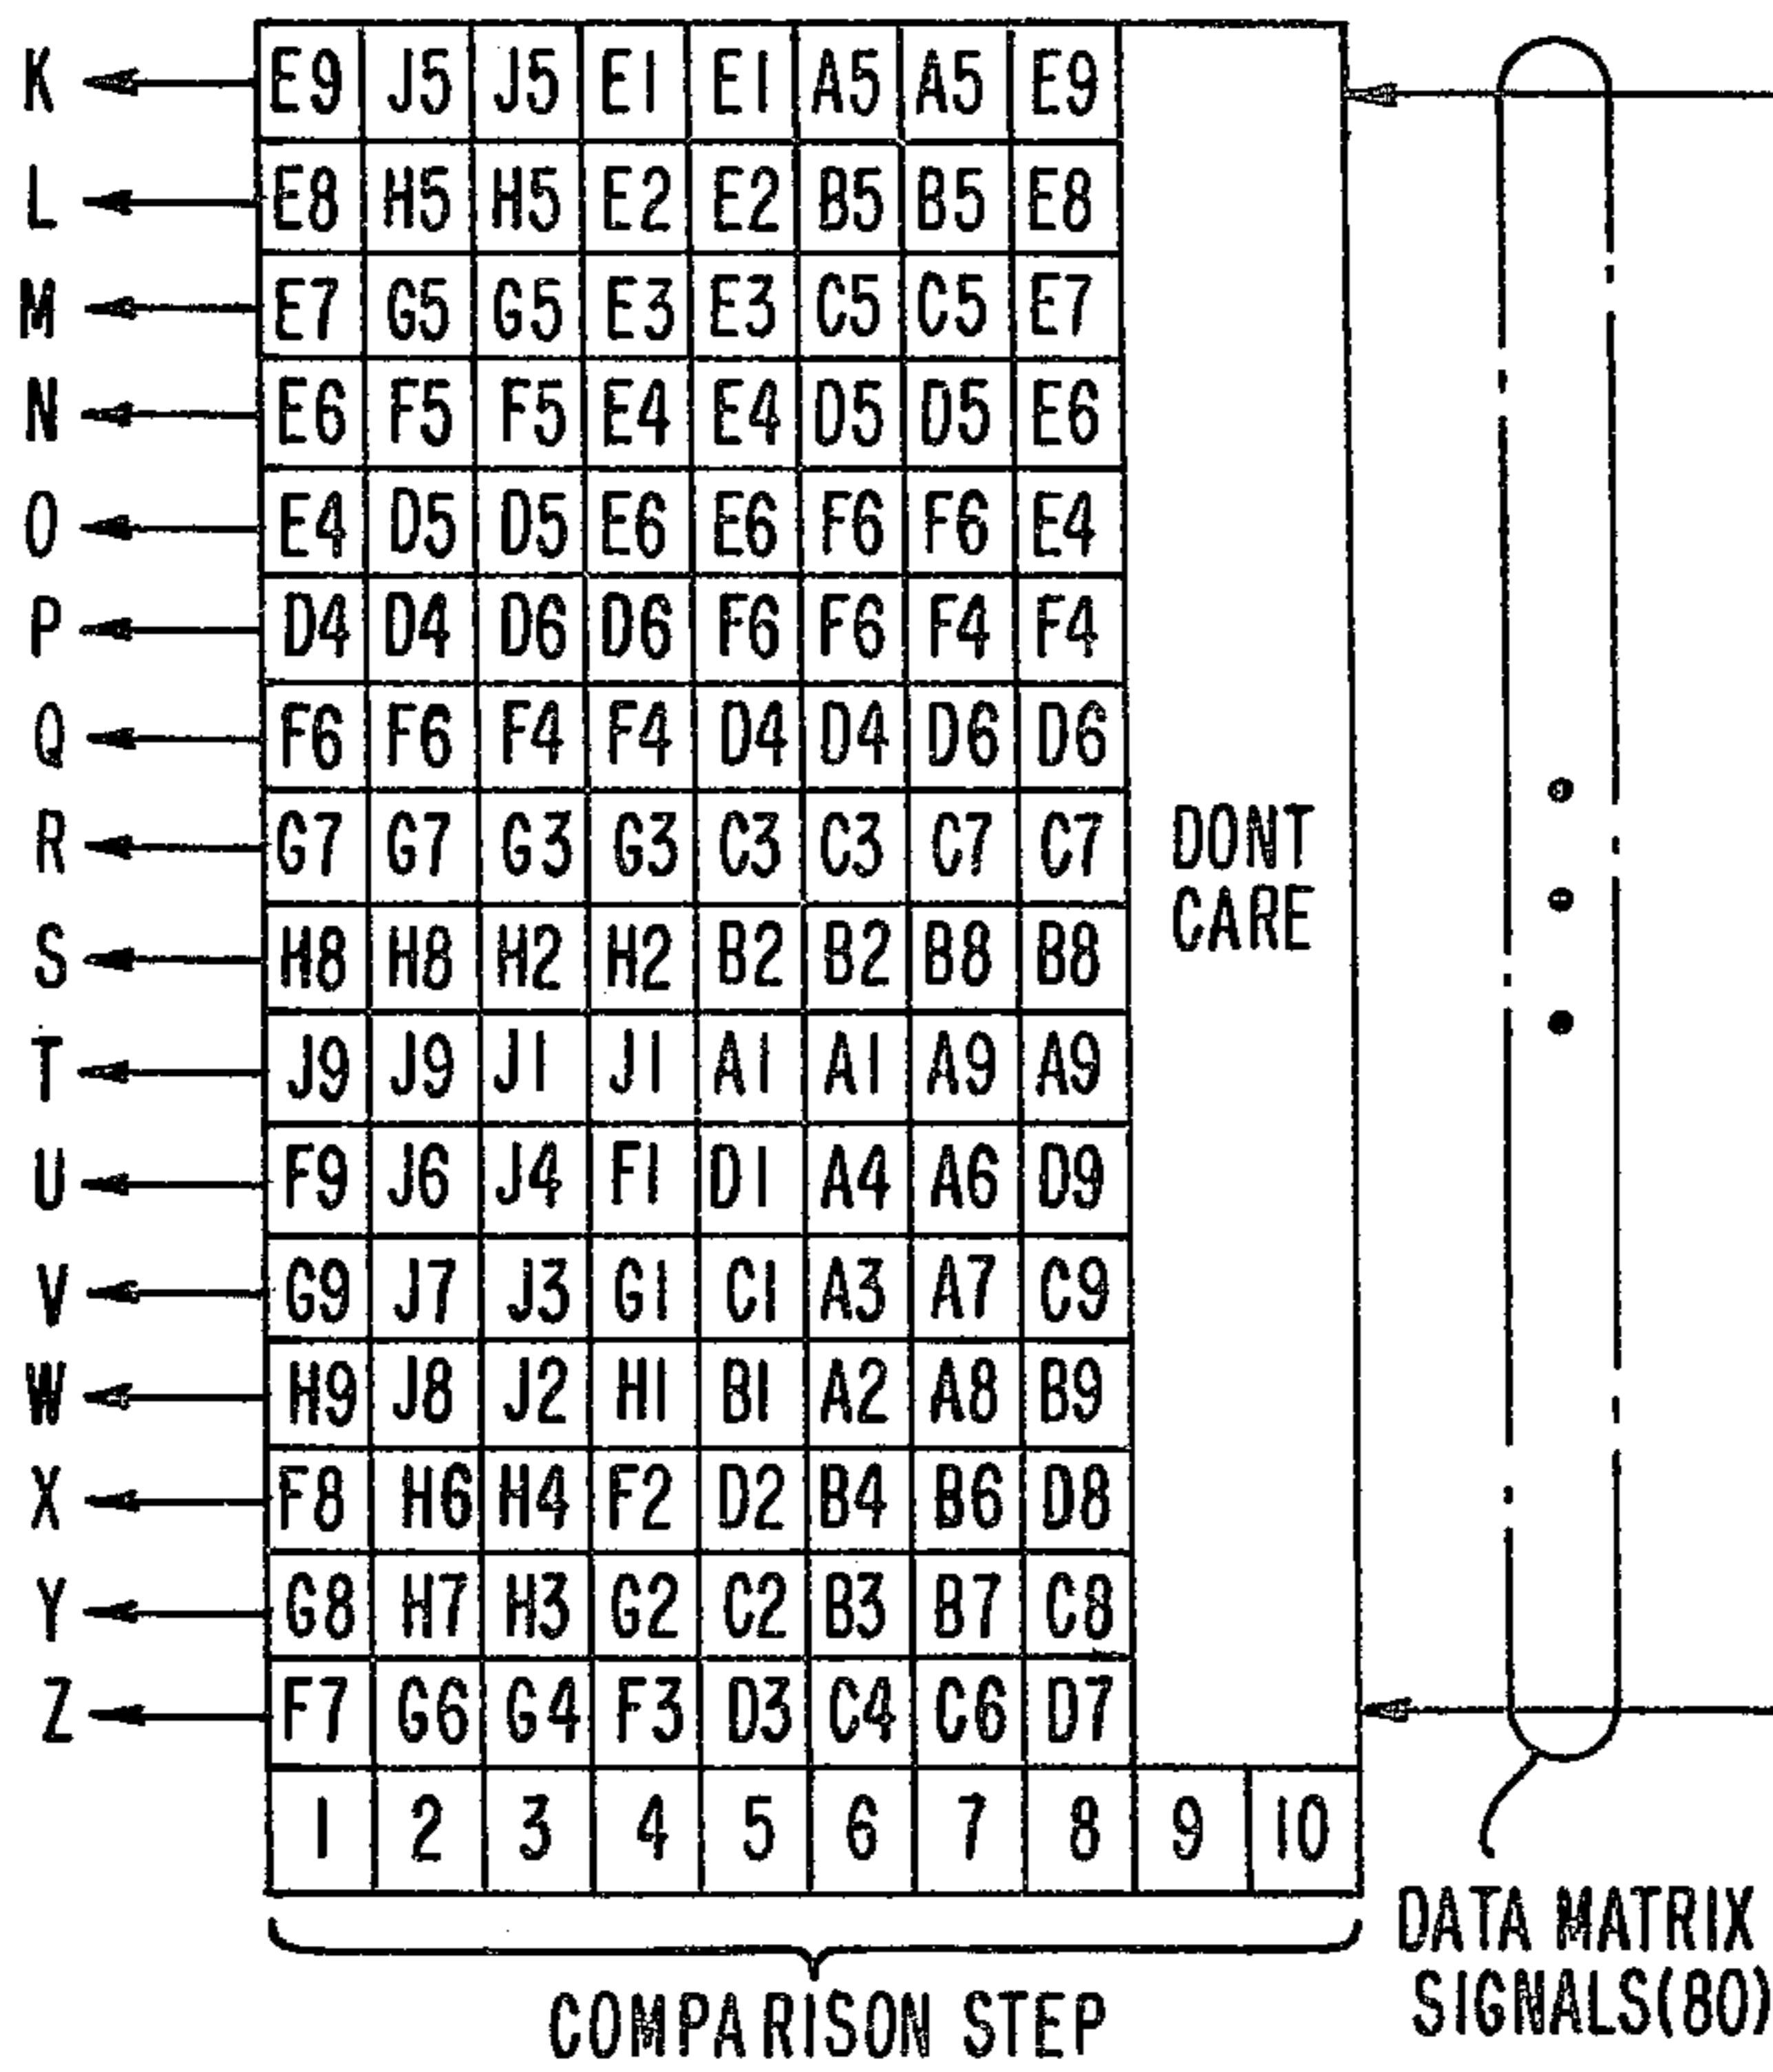 K E9 J5 J5 E1 E1 A5 A5 E9
L E8 H5 H5 E2 E2 B5 B5 E8
M E7 G5 G5 E3 E3 C5 C5 E7
N E6 F5 F5 E4 E4 D5 D5 E6
O E4 D5 D5 E6 E6 F6 F6 E4
P D4 D4 D6 D6 F6 F6 F4 F4
Q F6 F6 F4 F4 D4 D4 D6 D6
R G7 G7 G3 G3 C3 C3 C7 C7
DONT
CARE
S H8 H8 H2 H2 B2 B2 B8 B8
T J9 J9 J1 J1 A1 A1 A9 A9
U F9 J6 J4 F1 D1 A4 A6 D9
V G9 J7 J3 G1 C1 A3 A7 C9
W H9 J8 J2 H1 B1 A2 A8 B9
X F8 H6 H4 F2 D2 B4 B6 D8
Y G8 H7 H3 G2 C2 B3 B7 C8
Z F7 G6 G4 F3 D3 C4 C6 D7
1 2 3 4 5 6 7 8 9 10
COMPARISON STEP
DATA MATRIX
SIGNALS(80)